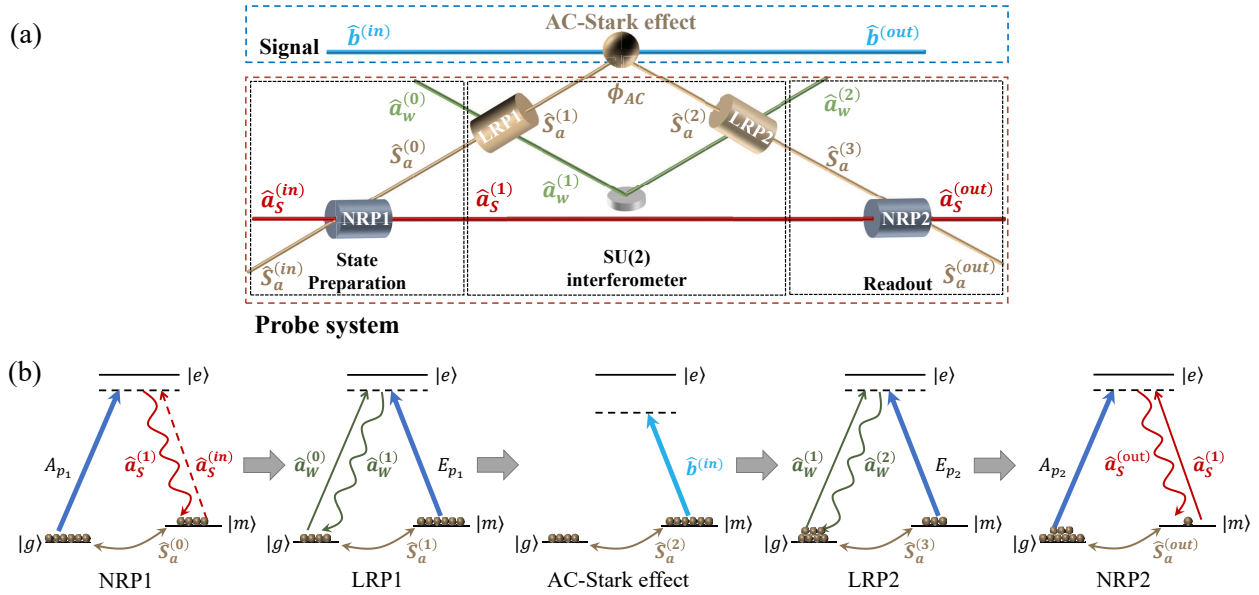 (a)
AC-Stark effect
Signal
b̂^(in)
b̂^(out)
ϕ_AC
â_w^(0)
â_w^(2)
LRP1
LRP2
Ŝ_a^(1)
Ŝ_a^(2)
Ŝ_a^(0)
Ŝ_a^(3)
â_S^(in)
â_S^(1)
â_w^(1)
â_S^(out)
NRP1
NRP2
Ŝ_a^(in)
State
Preparation
SU(2)
interferometer
Readout
Ŝ_a^(out)
Probe system
(b)
|e⟩ |e⟩ |e⟩ |e⟩ |e⟩
A_p₁ â_S^(1) â_S^(in) â_W^(0) â_W^(1) E_p₁ b̂^(in) â_W^(1) â_W^(2) E_p₂ A_p₂ â_S^(out) â_S^(1)
|g⟩ |m⟩ |g⟩ |m⟩ |g⟩ |m⟩ |g⟩ |m⟩ |g⟩ |m⟩
Ŝ_a^(0) Ŝ_a^(1) Ŝ_a^(2) Ŝ_a^(3) Ŝ_a^(out)
NRP1 LRP1 AC-Stark effect LRP2 NRP2